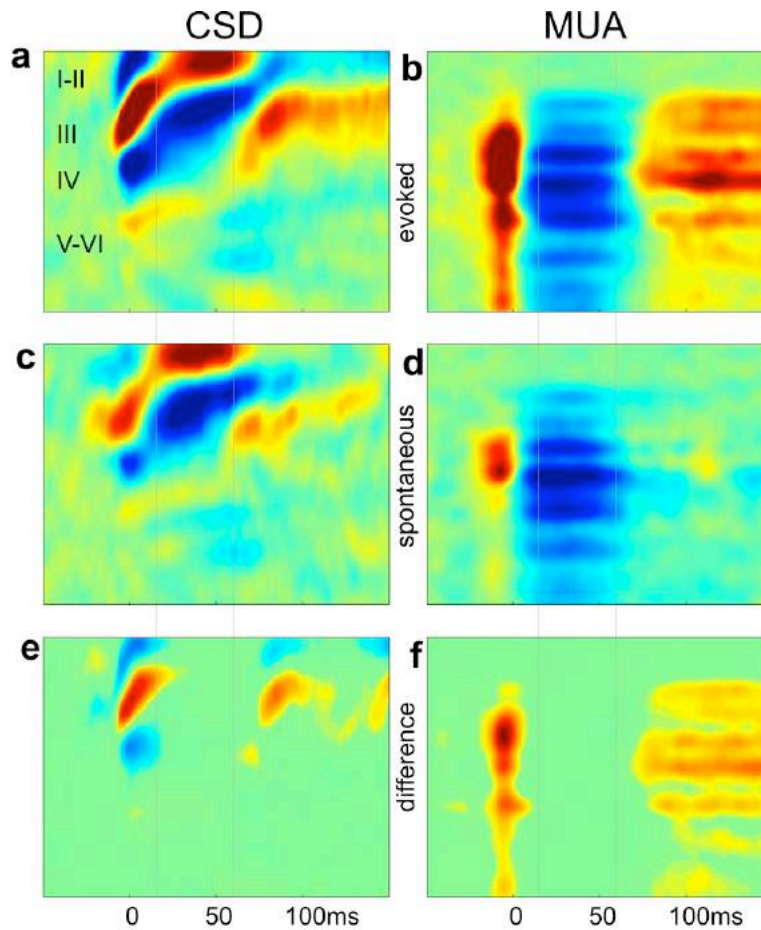 CSD MUA
a b
I-II
III
IV
V-VI
evoked
c d
spontaneous
e f
difference
0 50 100ms 0 50 100ms